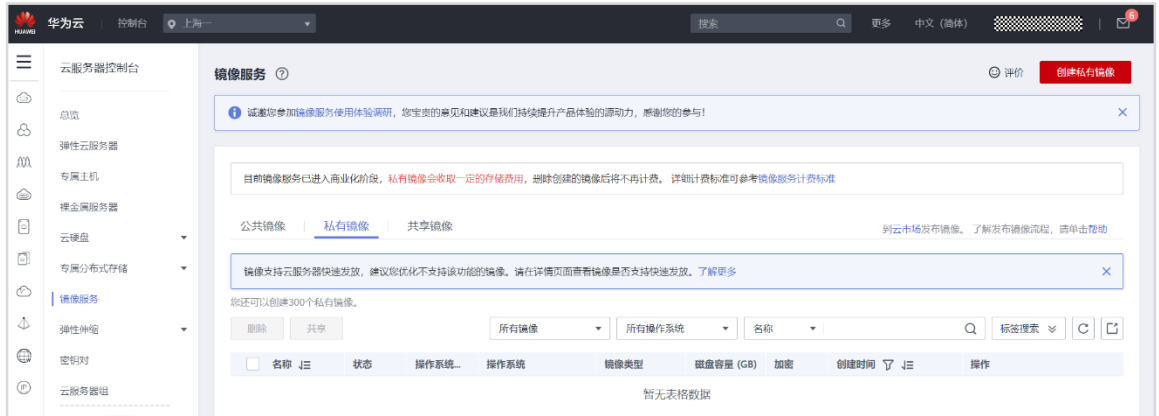 HUAWEI 华为云 控制台 上海一 搜索 更多 中文 (简体) 6
云服务器控制台
总览
弹性云服务器
专属主机
裸金属服务器
云硬盘
专属分布式存储
镜像服务
弹性伸缩
密钥对
云服务器组
镜像服务 评价 创建私有镜像
诚邀您参加镜像服务使用体验调研，您宝贵的意见和建议是我们持续提升产品体验的源动力，感谢您的参与！
目前镜像服务已进入商业化阶段，私有镜像会收取一定的存储费用，删除创建的镜像后将不再计费。 详细计费标准可参考镜像服务计费标准
公共镜像 私有镜像 共享镜像 到云市场发布镜像。 了解发布镜像流程，请单击帮助
镜像支持云服务器快速发放，建议您优化不支持该功能的镜像。请在详情页面查看镜像是否支持快速发放。了解更多
您还可以创建300个私有镜像。
删除 共享 所有镜像 所有操作系统 名称 标签搜索
名称 状态 操作系统... 操作系统 镜像类型 磁盘容量 (GB) 加密 创建时间 操作
暂无表格数据